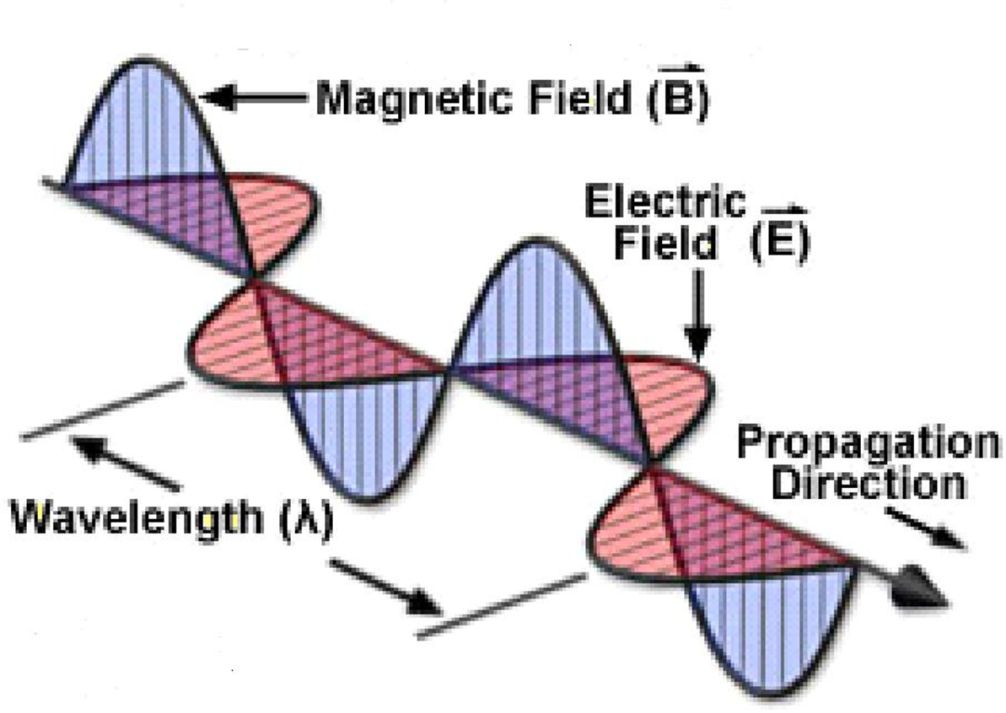 Magnetic Field (B)
Electric
Field (E)
Propagation
Direction
Wavelength (λ)